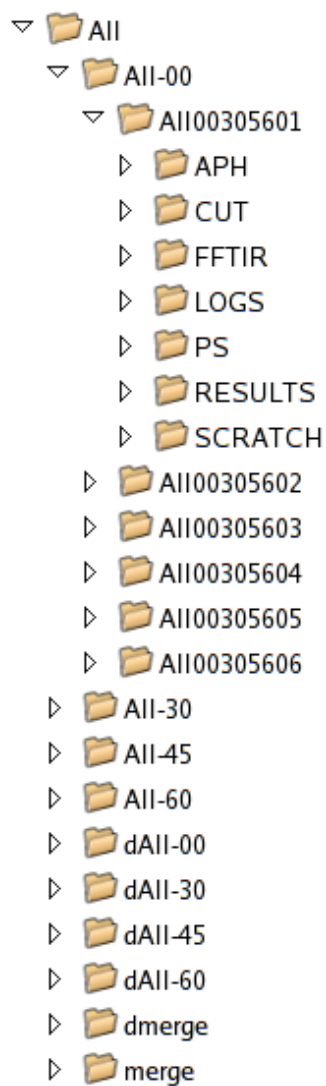 All
All-00
All00305601
APH
CUT
FFTIR
LOGS
PS
RESULTS
SCRATCH
All00305602
All00305603
All00305604
All00305605
All00305606
All-30
All-45
All-60
dAll-00
dAll-30
dAll-45
dAll-60
dmerge
merge